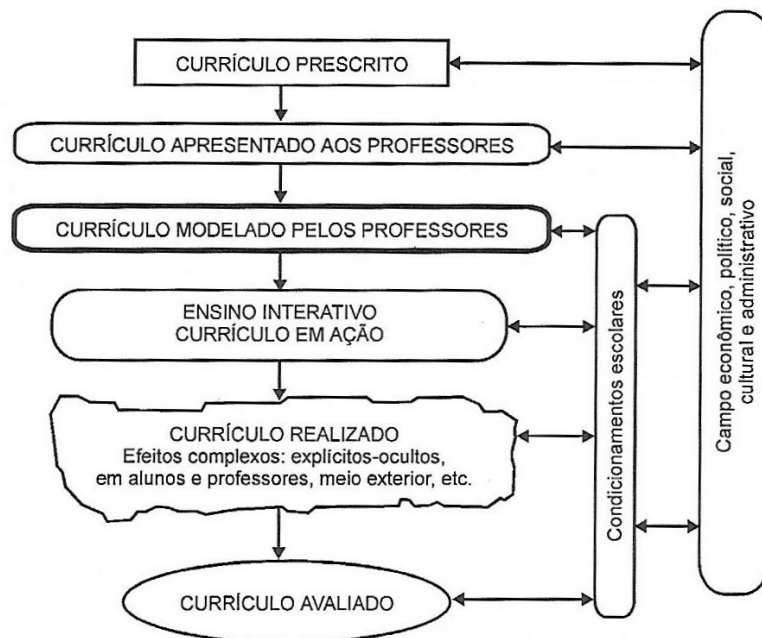 CURRÍCULO PRESCRITO
CURRÍCULO APRESENTADO AOS PROFESSORES
CURRÍCULO MODELADO PELOS PROFESSORES
ENSINO INTERATIVO
CURRÍCULO EM AÇÃO
CURRÍCULO REALIZADO
Efeitos complexos: explícitos-ocultos,
em alunos e professores, meio exterior, etc.
CURRÍCULO AVALIADO
Condicionamentos escolares
Campo econômico, político, social,
cultural e administrativo